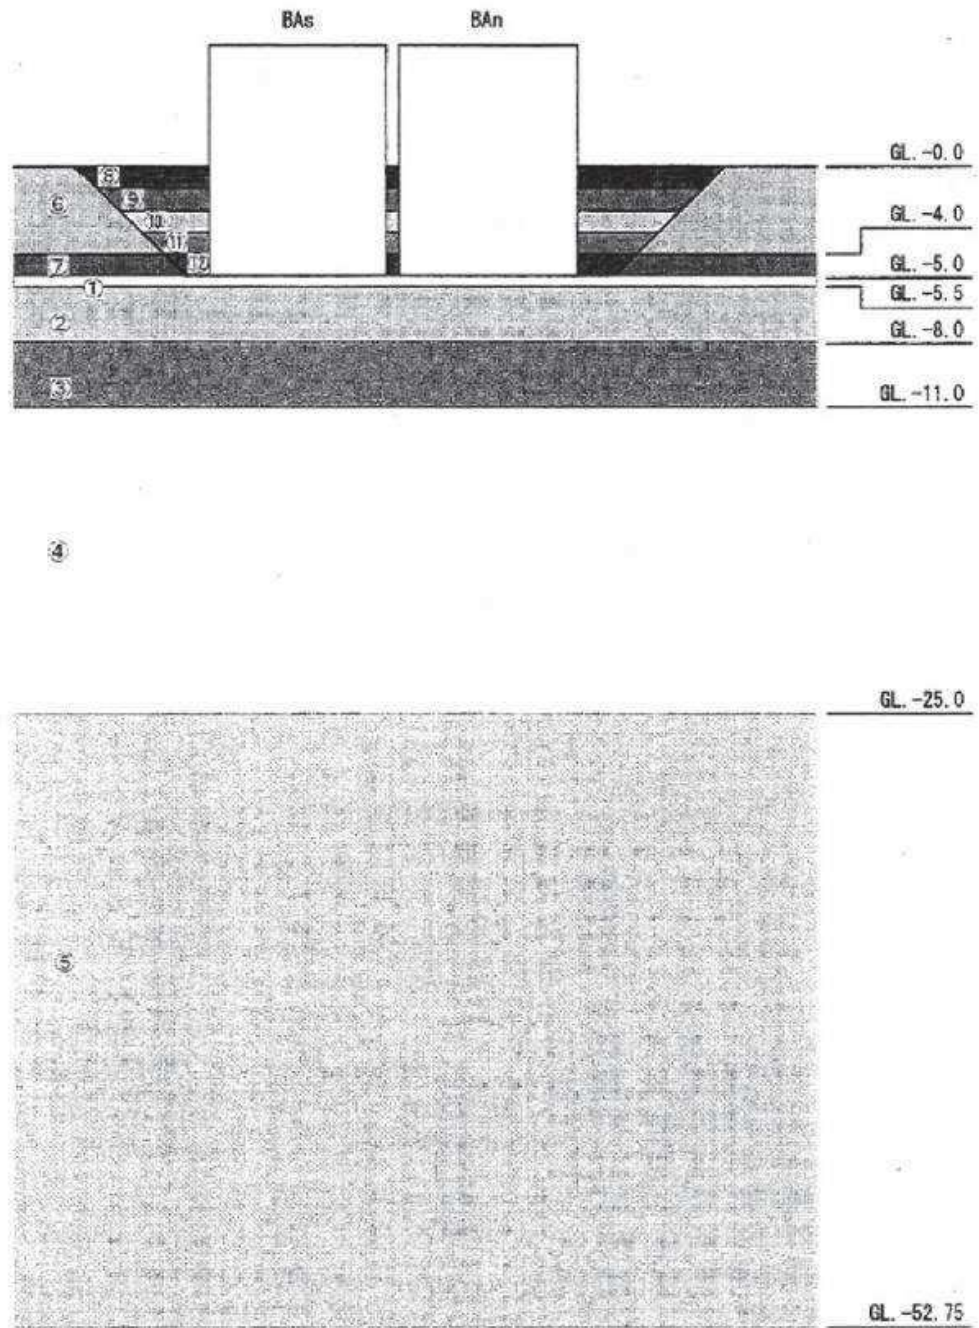 BAs BAn
GL.-0.0
⑧
⑨
⑥
⑩
GL.-4.0
⑪
⑦ ⑫
GL.-5.0
①
GL.-5.5
②
GL.-8.0
③
GL.-11.0
④
GL.-25.0
⑤
GL.-52.75